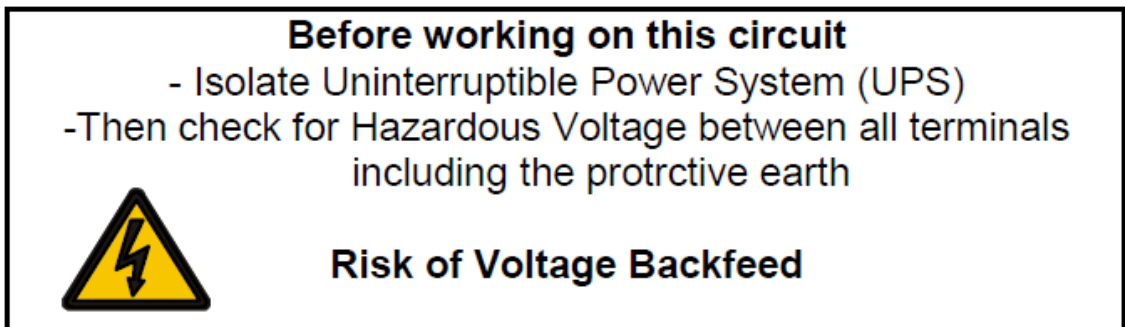 Before working on this circuit
- Isolate Uninterruptible Power System (UPS)
-Then check for Hazardous Voltage between all terminals
including the protrctive earth
Risk of Voltage Backfeed